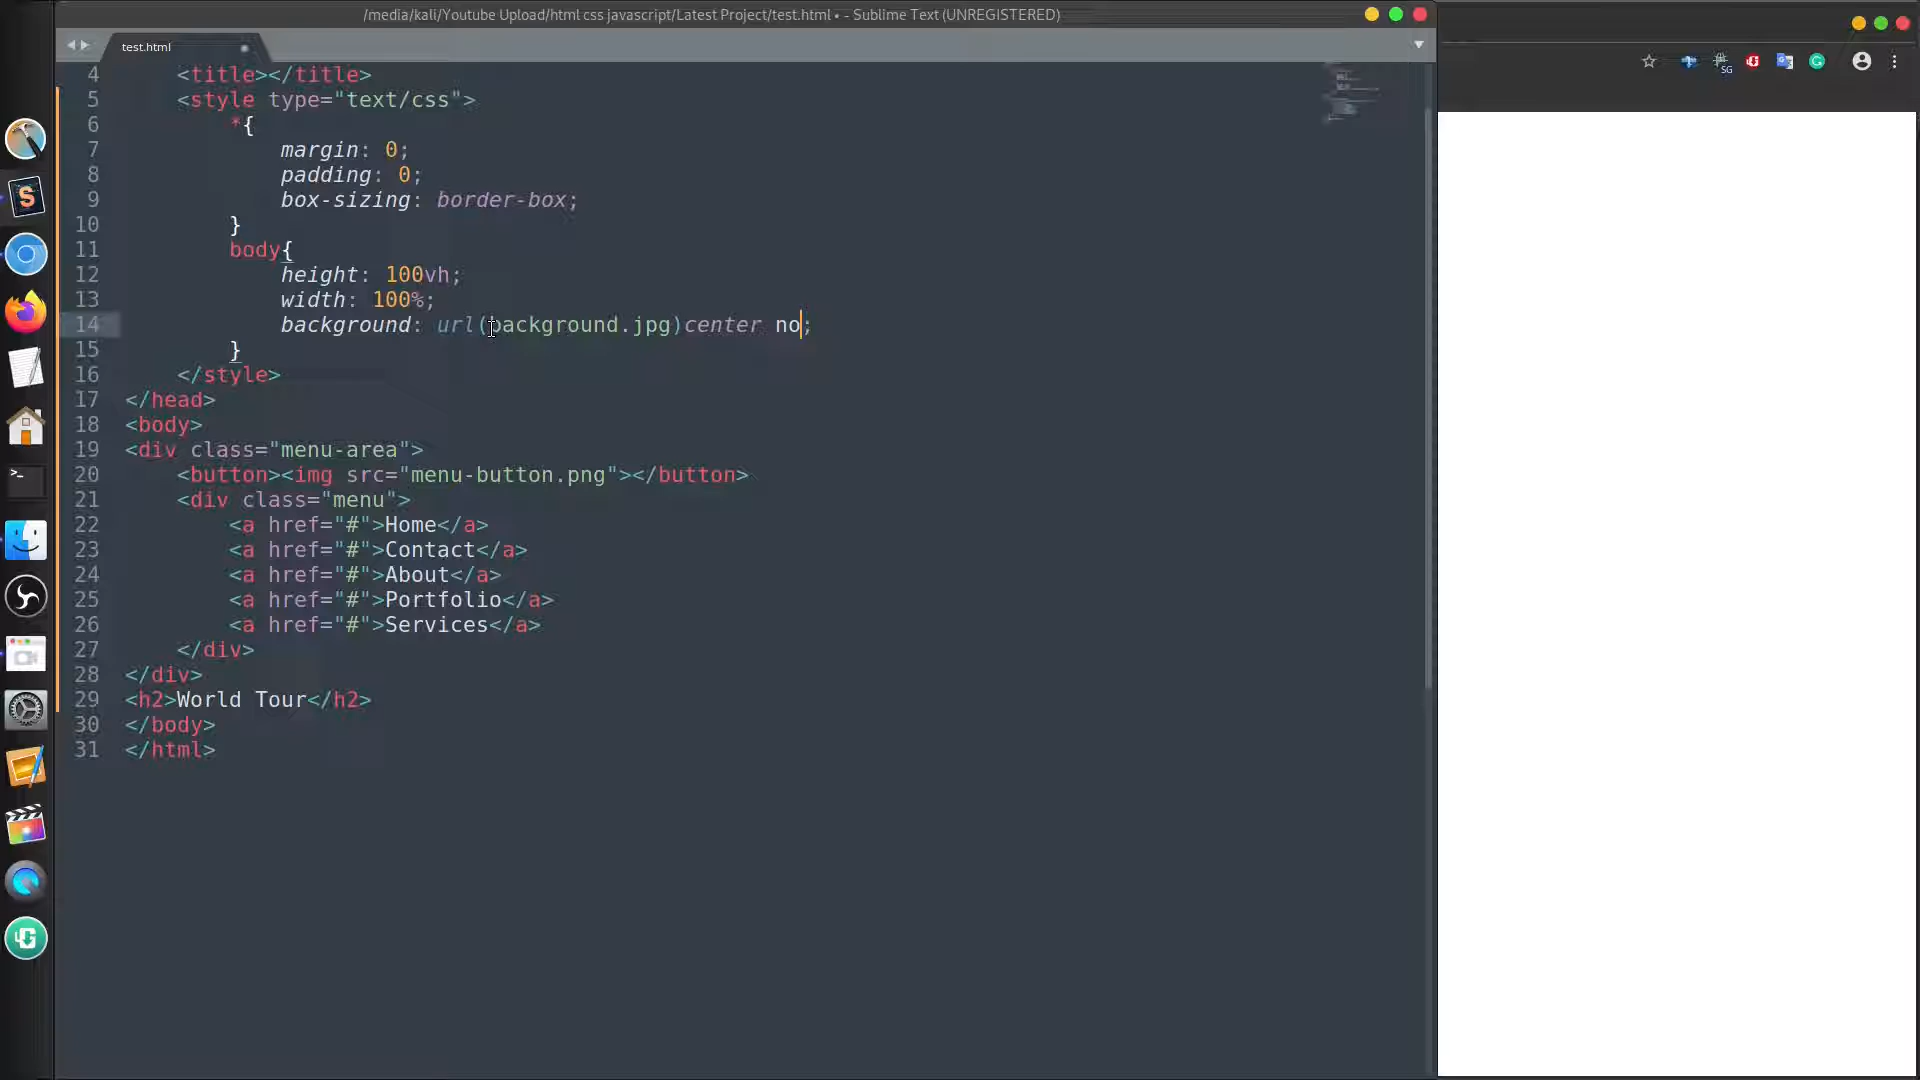 /media/kali/Youtube Upload/html css javascript/Latest Project/test.html • - Sublime Text (UNREGISTERED)
test.html
4 <title></title>
5 <style type="text/css">
6 *{
7 margin: 0;
8 padding: 0;
9 box-sizing: border-box;
10 }
11 body{
12 height: 100vh;
13 width: 100%;
14 background: url(background.jpg)center no;
15 }
16 </style>
17 </head>
18 <body>
19 <div class="menu-area">
20 <button><img src="menu-button.png"></button>
21 <div class="menu">
22 <a href="#">Home</a>
23 <a href="#">Contact</a>
24 <a href="#">About</a>
25 <a href="#">Portfolio</a>
26 <a href="#">Services</a>
27 </div>
28 </div>
29 <h2>World Tour</h2>
30 </body>
31 </html>
SG